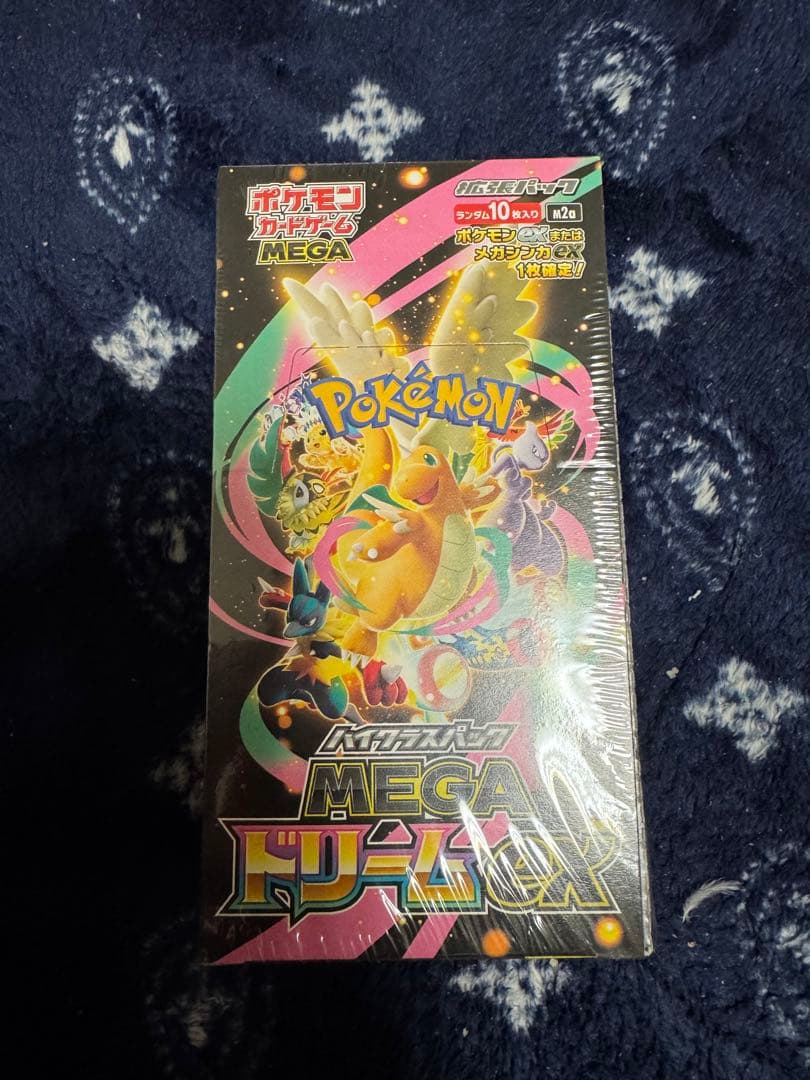 ポケモン
カードゲーム
MEGA
拡張パック
ランダム10枚入り
M2a
ポケモンexまたは
メガシンカex
1枚確定!
POKéMON
ハイクラスパック
MEGA
ドリームex